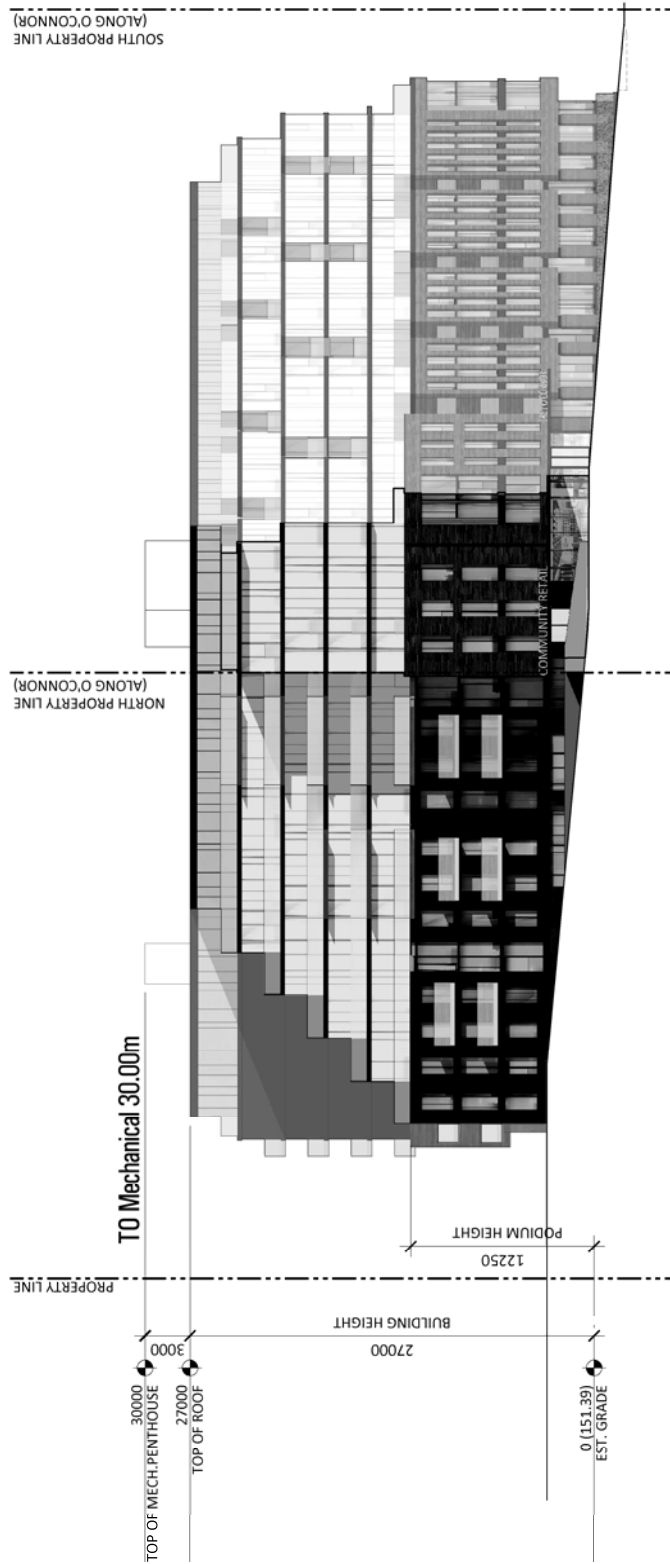 SOUTH PROPERTY LINE
(ALONG O'CONNOR)
NORTH PROPERTY LINE
(ALONG O'CONNOR)
COMMUNITY RETAIL
TO Mechanical 30.00m
PROPERTY LINE
12250
PODIUM HEIGHT
3000
27000
BUILDING HEIGHT
30000
TOP OF MECH.PENTHOUSE
27000
TOP OF ROOF
0 (151.39)
EST. GRADE